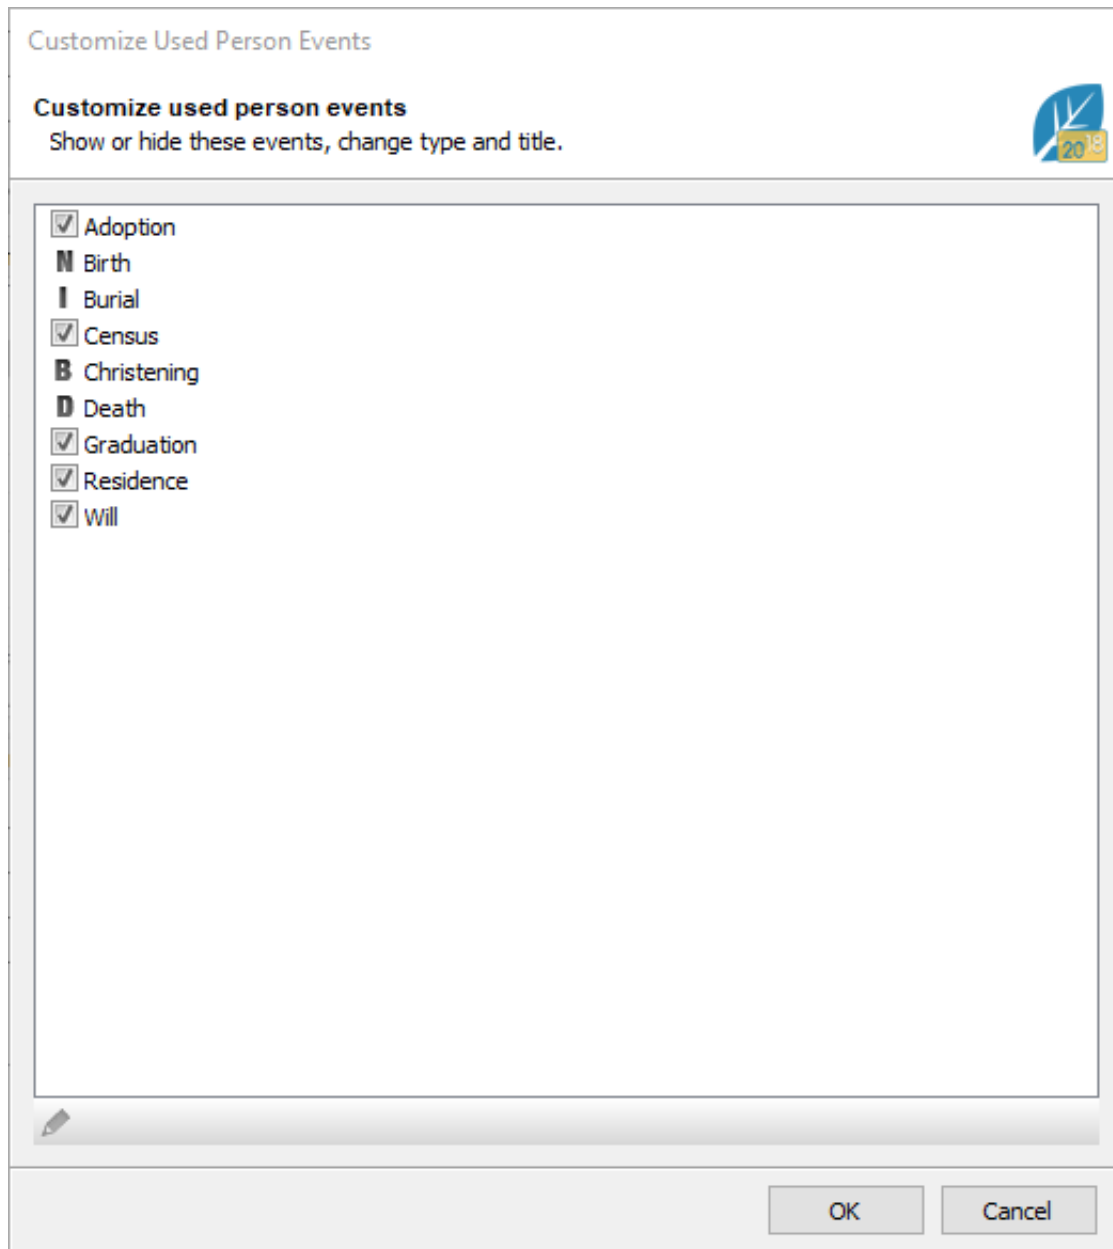 Customize Used Person Events
Customize used person events
Show or hide these events, change type and title.
2018
Adoption
N Birth
I Burial
Census
B Christening
D Death
Graduation
Residence
Will
OK Cancel